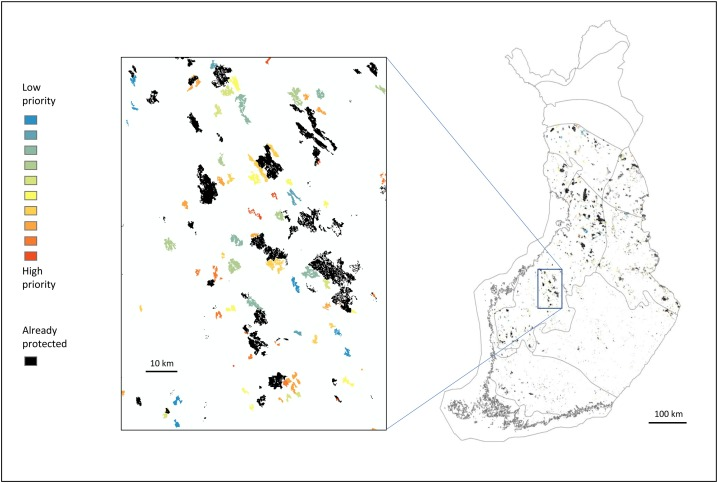 Low
priority
High
priority
Already
protected
10 km
100 km